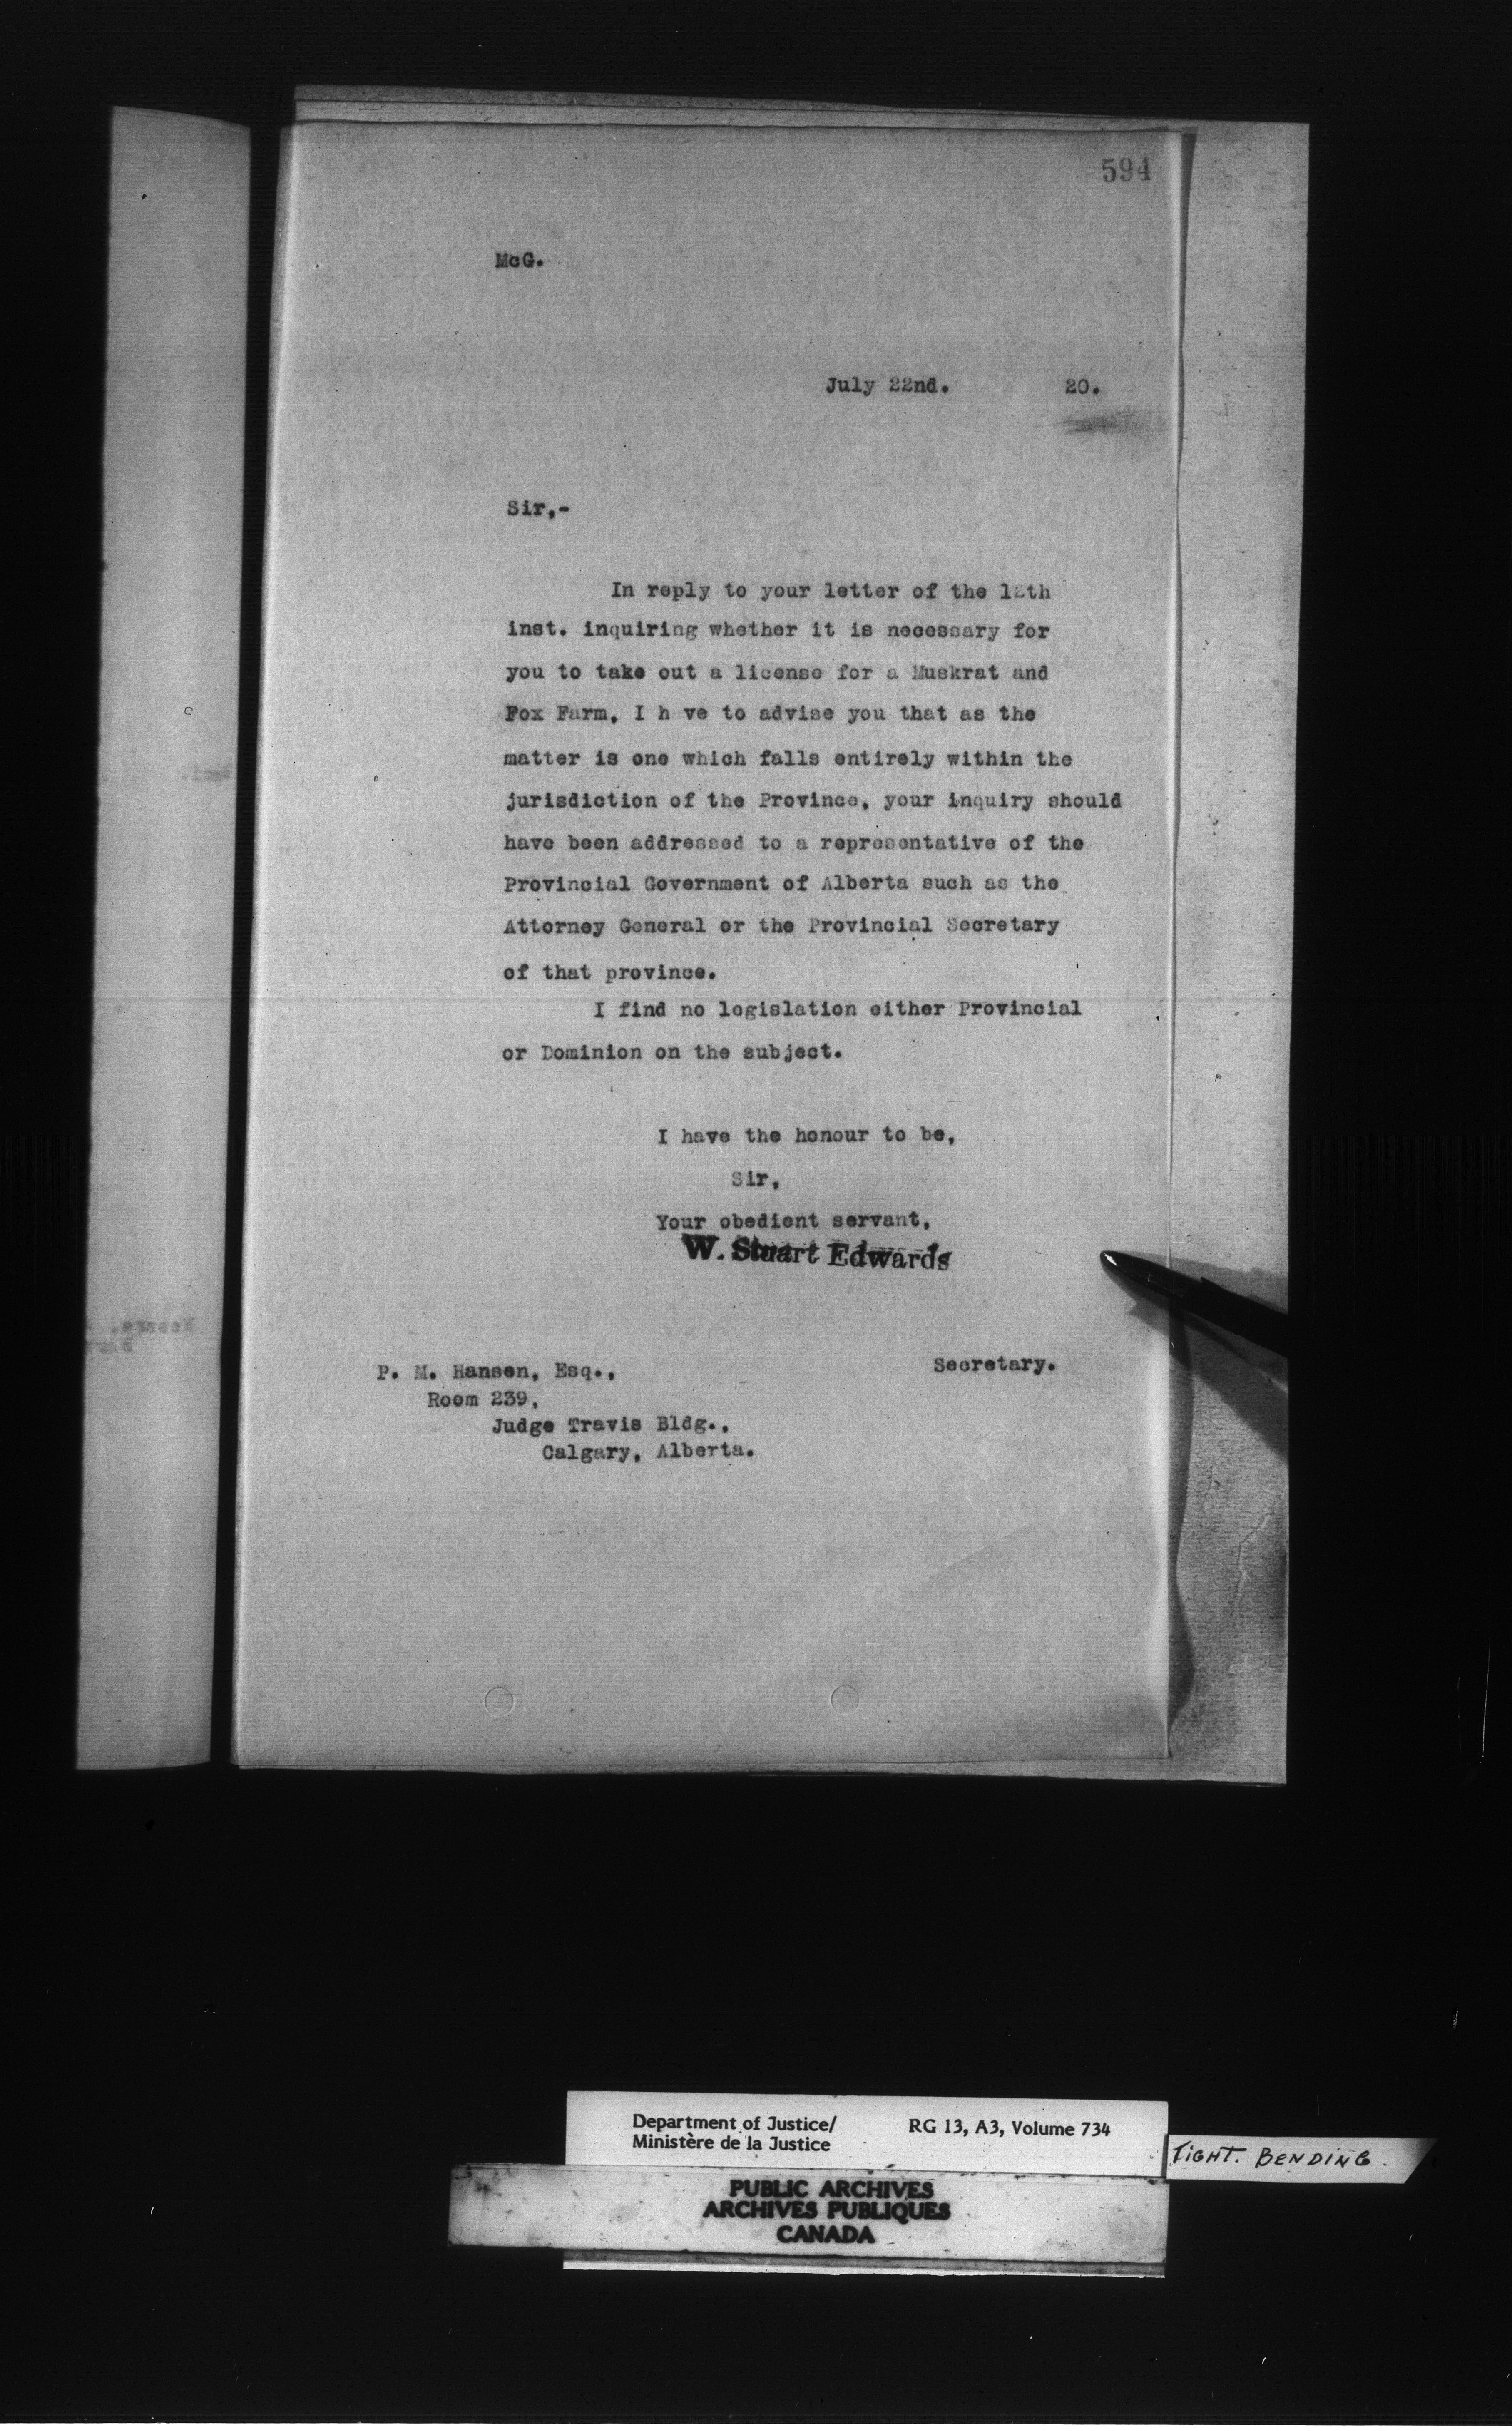 594
McG.
July 22nd. 20.
Sir,-
In reply to your letter of the 12th
inst. inquiring whether it is necessary for
you to take out a license for a Muskrat and
Fox Farm, I h ve to advise you that as the
matter is one which falls entirely within the
jurisdiction of the Province, your inquiry should
have been addressed to a representative of the
Provincial Government of Alberta such as the
Attorney General or the Provincial Secretary
of that province.
I find no legislation either Provincial
or Dominion on the subject.
I have the honour to be,
Sir,
Your obedient servant,
W. Stuart Edwards
Secretary.
P. M. Hansen, Esq.,
Room 239,
Judge Travis Bldg.,
Calgary, Alberta.
Department of Justice/
Ministère de la Justice
RG 13, A3, Volume 734
TIGHT. BENDING.
PUBLIC ARCHIVES
ARCHIVES PUBLIQUES
CANADA